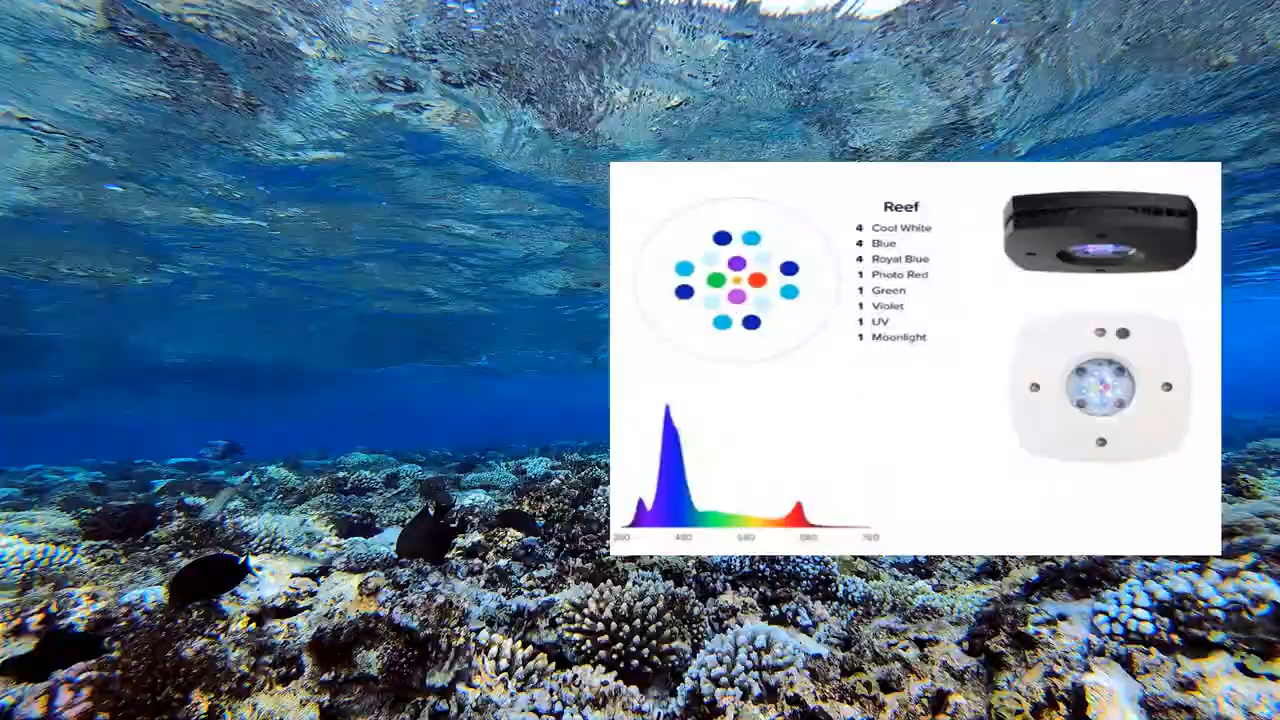 Reef
4 Cool White
4 Blue
4 Royal Blue
1 Photo Red
1 Green
1 Violet
1 UV
1 Moonlight